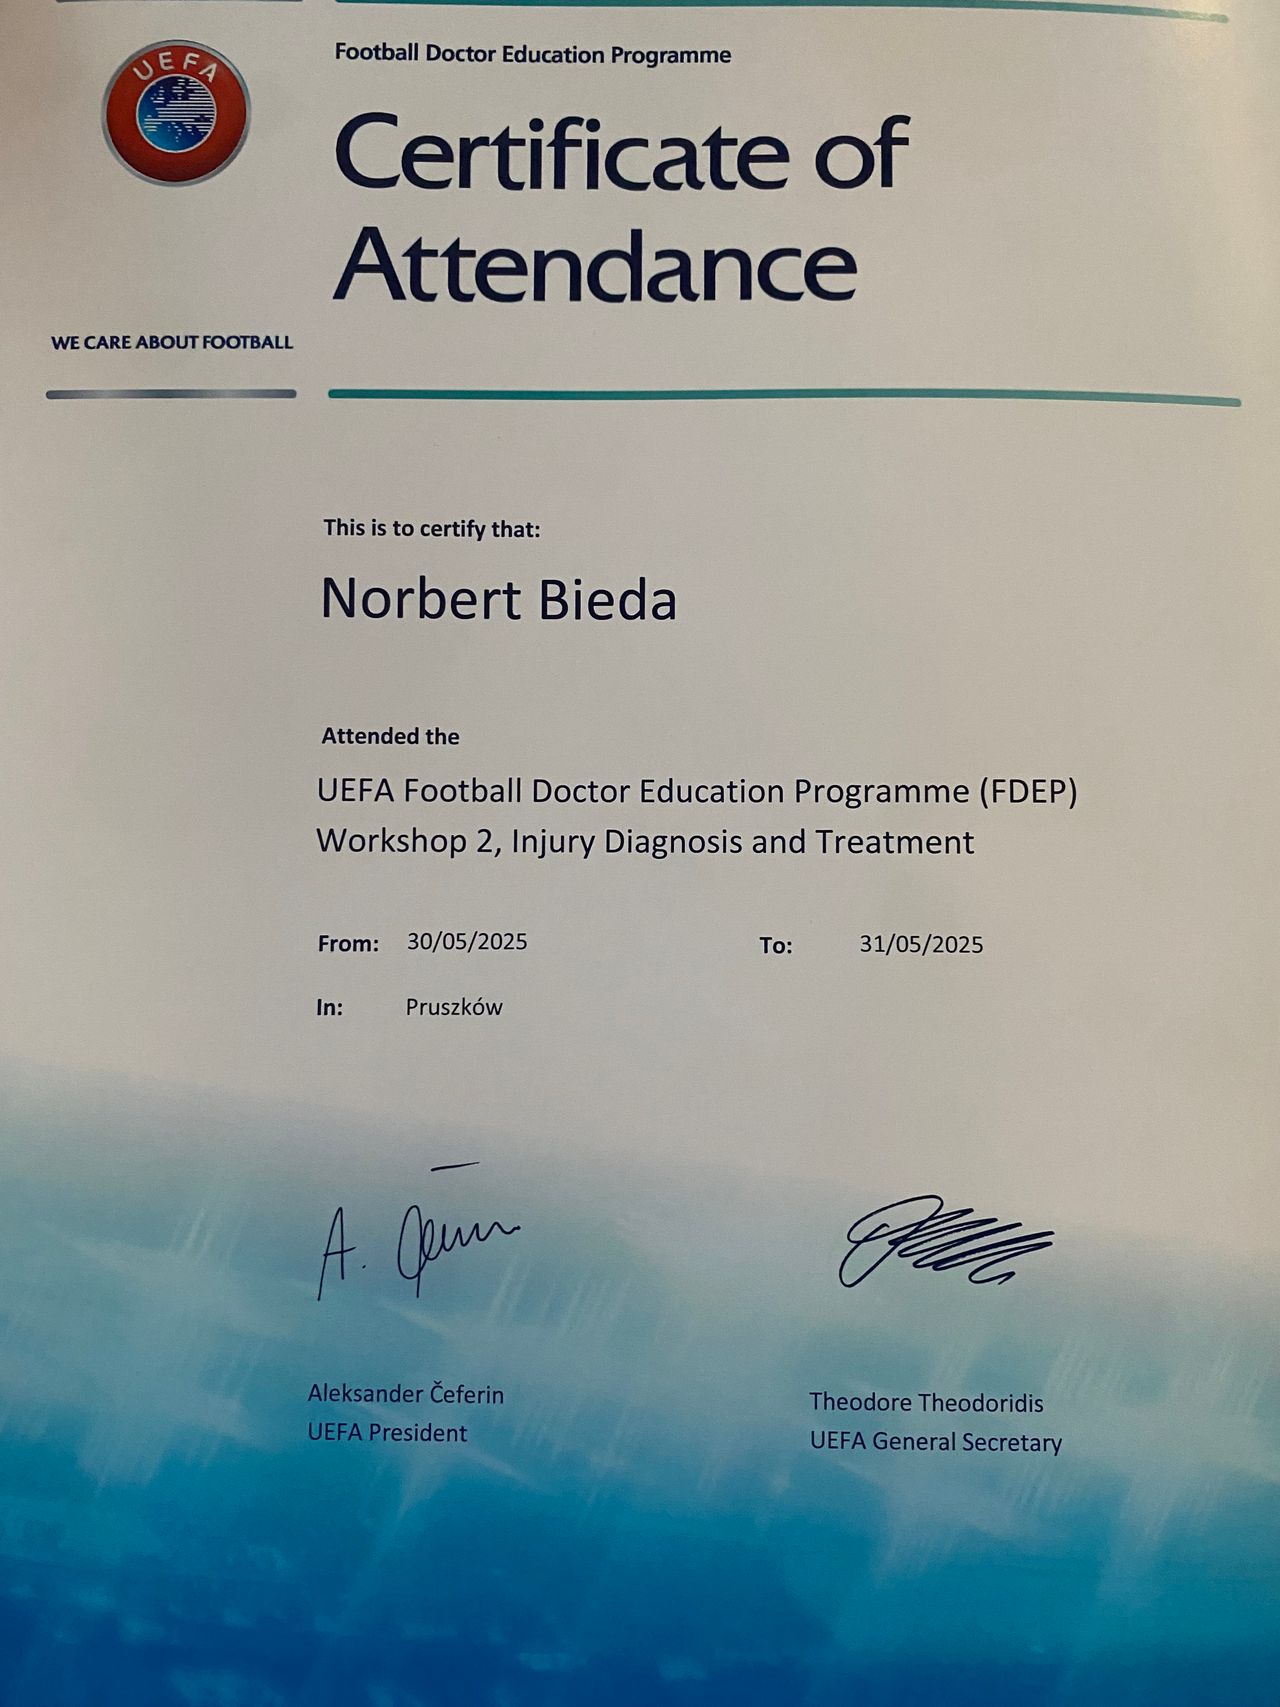 UEFA
Football Doctor Education Programme
Certificate of
Attendance
WE CARE ABOUT FOOTBALL
This is to certify that:
Norbert Bieda
Attended the
UEFA Football Doctor Education Programme (FDEP)
Workshop 2, Injury Diagnosis and Treatment
From: 30/05/2025 To: 31/05/2025
In: Pruszków
Aleksander Čeferin
UEFA President
Theodore Theodoridis
UEFA General Secretary